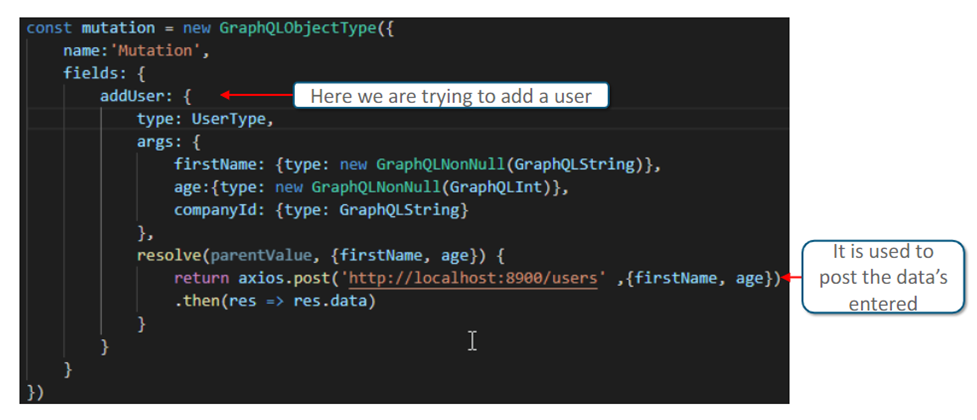 const mutation = new GraphQLObjectType({
name:'Mutation',
fields: {
addUser: {
Here we are trying to add a user
type: UserType,
args: {
firstName: {type: new GraphQLNonNull(GraphQLString)},
age:{type: new GraphQLNonNull(GraphQLInt)},
companyId: {type: GraphQLString}
},
resolve(parentValue, {firstName, age}) {
return axios.post('http://localhost:8900/users' ,{firstName, age})
.then(res => res.data)
}
}
}
})
It is used to
post the data's
entered